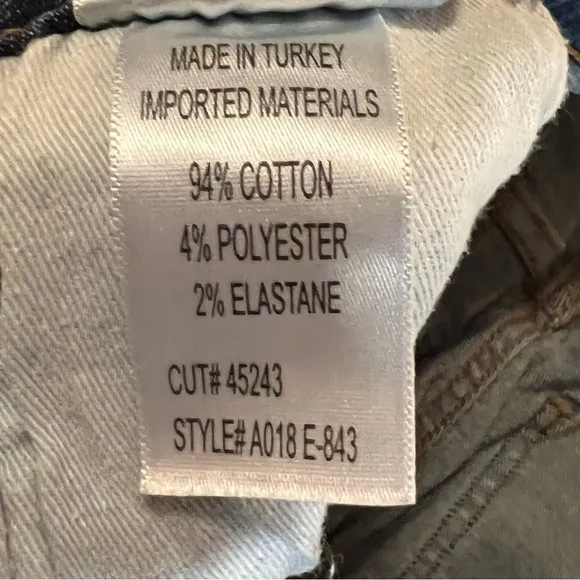 MADE IN TURKEY
IMPORTED MATERIALS
94% COTTON
4% POLYESTER
2% ELASTANE
CUT# 45243
STYLE# A018 E-843